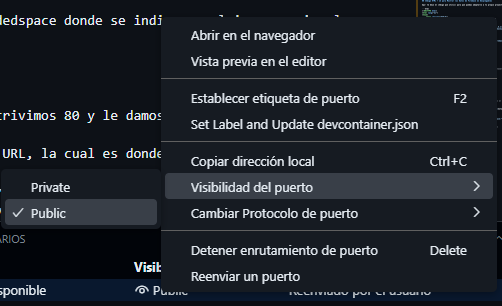 donde se indi
Abrir en el navegador
Vista previa en el editor
Establecer etiqueta de puerto F2
trivimos 80 y le damos
Set Label and Update devcontainer.json
URL, la cual es donde
Copiar dirección local Ctrl+C
Private
Visibilidad del puerto
Public
Cambiar Protocolo de puerto
ARIOS
Detener enrutamiento de puerto Delete
Visib
Reenviar un puerto
sponible Public Reenviado por el usuario